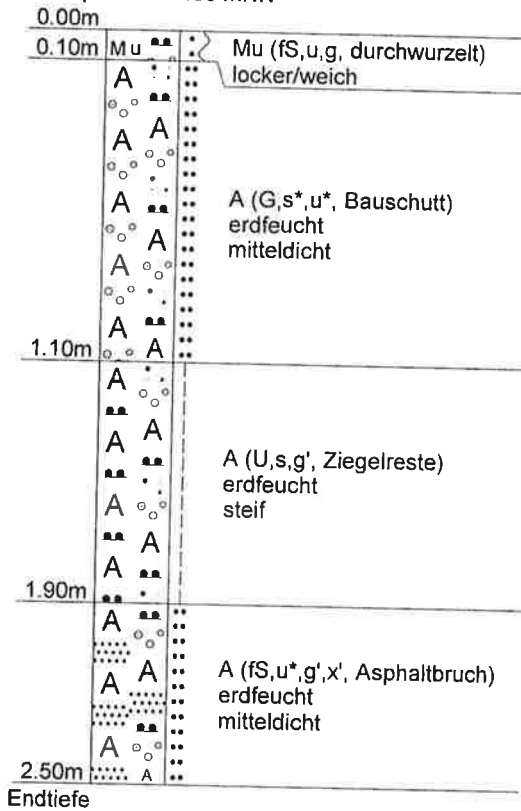 0.00m
0.10m
Mu
Mu (fS,u,g, durchwurzelt)
locker/weich
A
A
A
A
A
A
A
A
A
A (G,s*,u*, Bauschutt)
erdfeucht
mitteldicht
1.10m
A
A
A
A
A
A
A (U,s,g', Ziegelreste)
erdfeucht
steif
1.90m
A
A
A
A
A
A (fS,u*,g',x', Asphaltbruch)
erdfeucht
mitteldicht
2.50m
Endtiefe